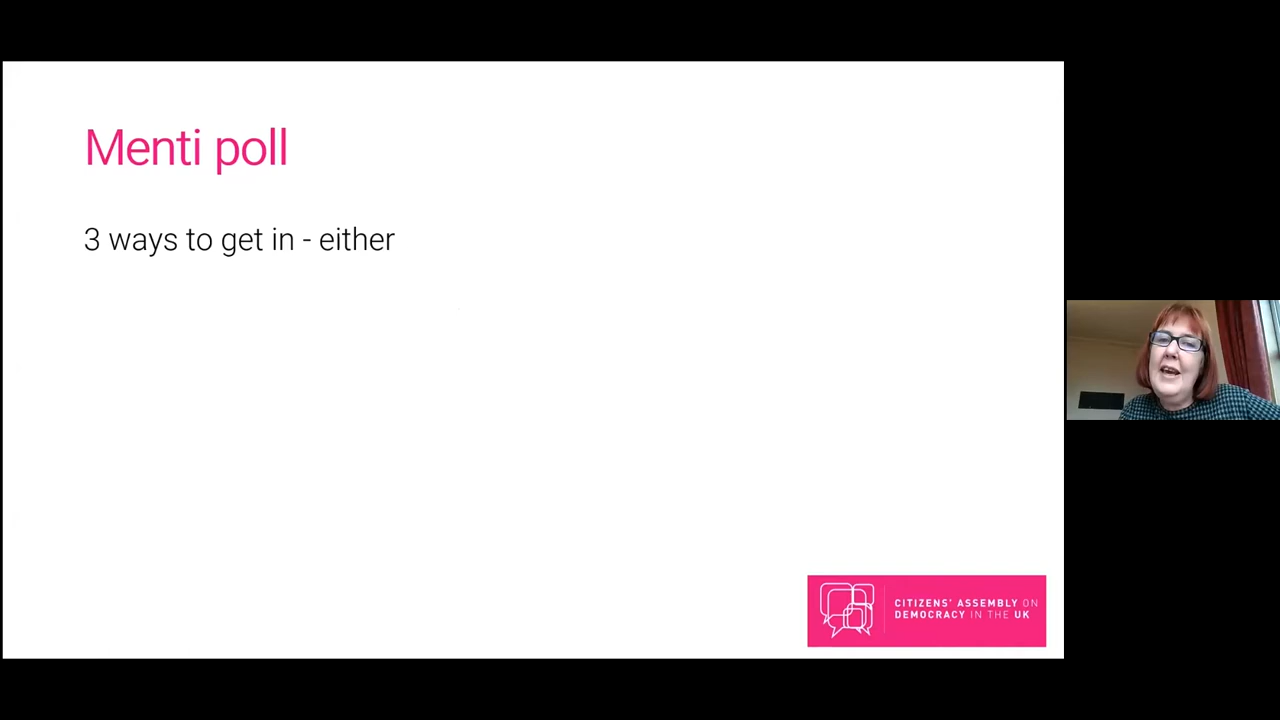 Menti poll
3 ways to get in - either
CITIZENS' ASSEMBLY ON
DEMOCRACY IN THE UK